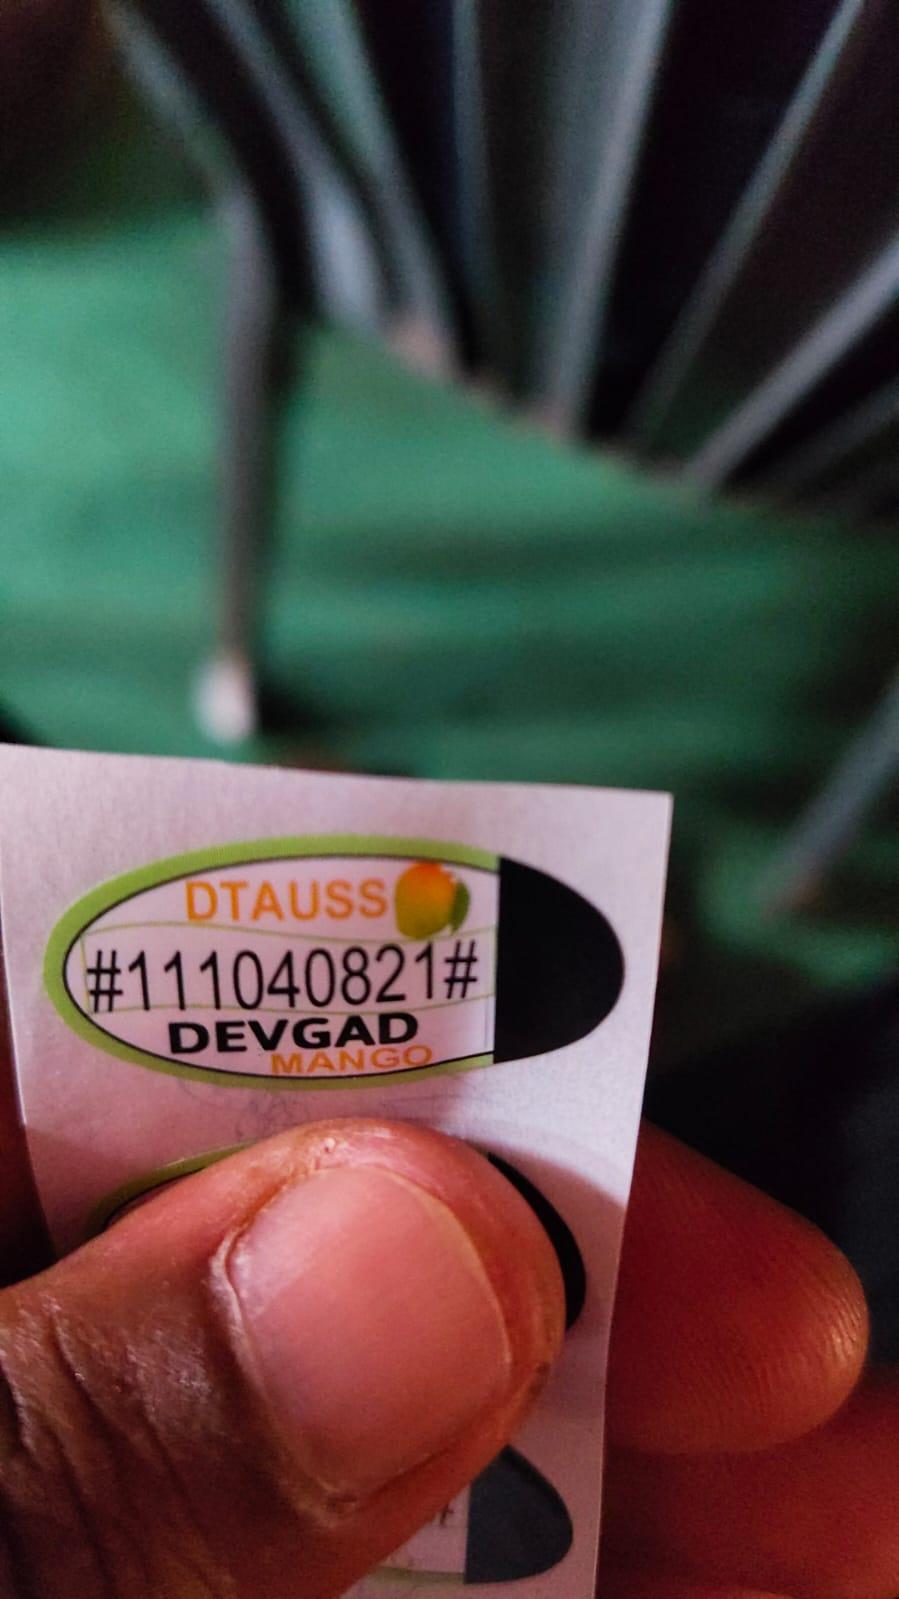 DTAUSS
#111040821#
DEVGAD
MANGO